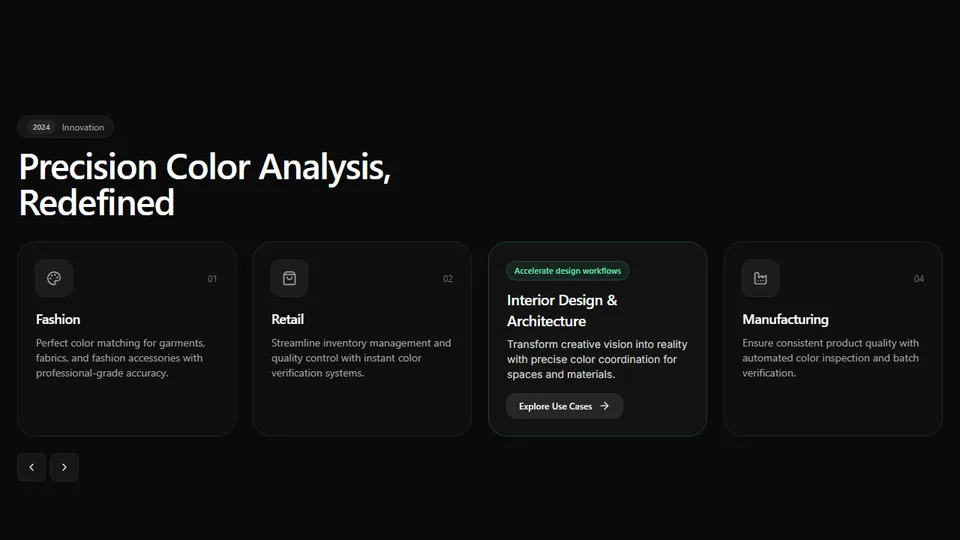 2024 Innovation
Precision Color Analysis,
Redefined
01
Fashion
Perfect color matching for garments,
fabrics, and fashion accessories with
professional-grade accuracy.
02
Retail
Streamline inventory management and
quality control with instant color
verification systems.
Accelerate design workflows
Interior Design &
Architecture
Transform creative vision into reality
with precise color coordination for
spaces and materials.
Explore Use Cases
04
Manufacturing
Ensure consistent product quality with
automated color inspection and batch
verification.